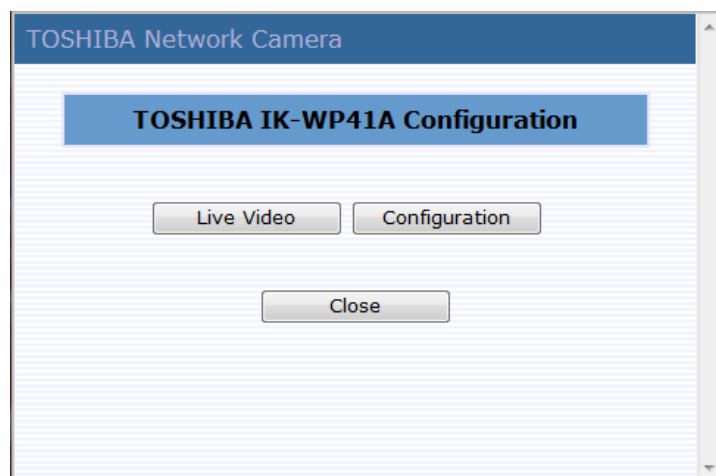 TOSHIBA Network Camera
TOSHIBA IK-WP41A Configuration
Live Video Configuration
Close